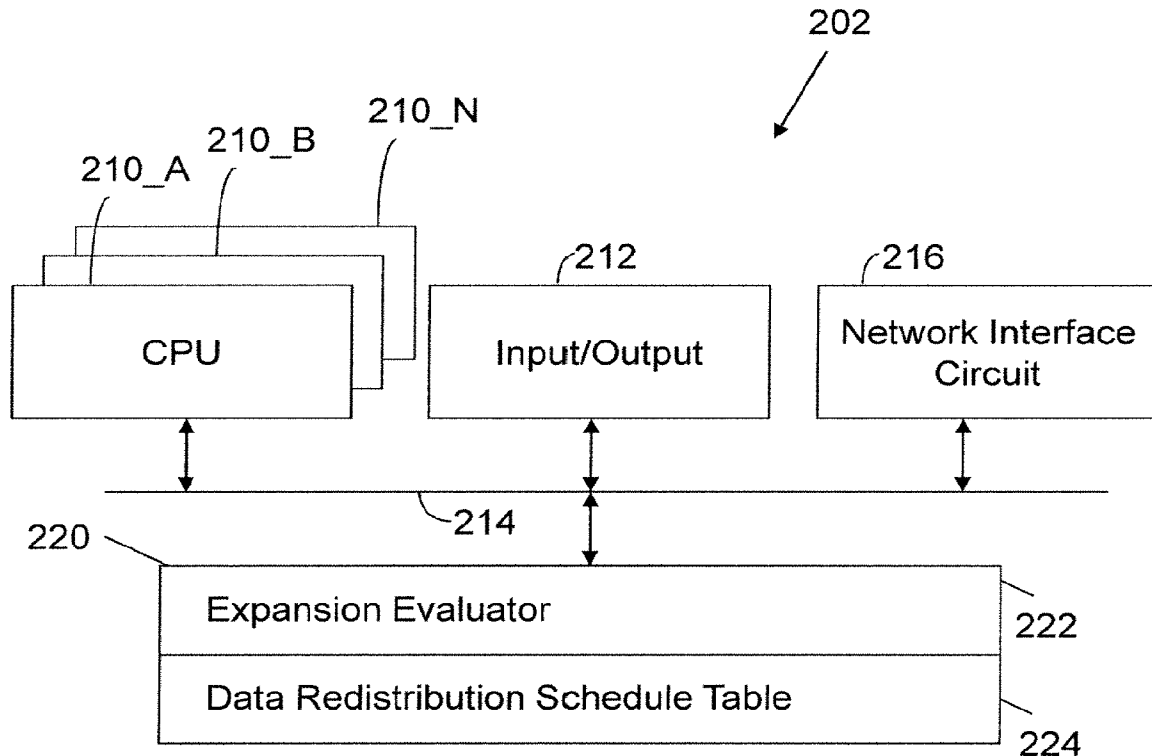 202
210_N
210_B
210_A
212
216
CPU
Input/Output
Network Interface
Circuit
214
220
Expansion Evaluator
222
Data Redistribution Schedule Table
224